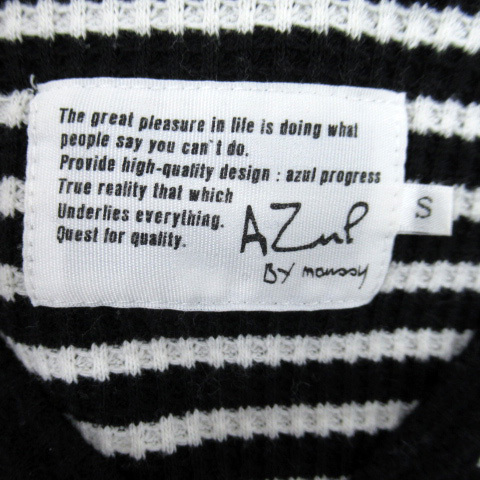 The great pleasure in life is doing what
people say you can`t do.
Provide high-quality design : azul progress
True reality that which
Underlies everything.
Quest for quality.
AZUL
BY moussy
S